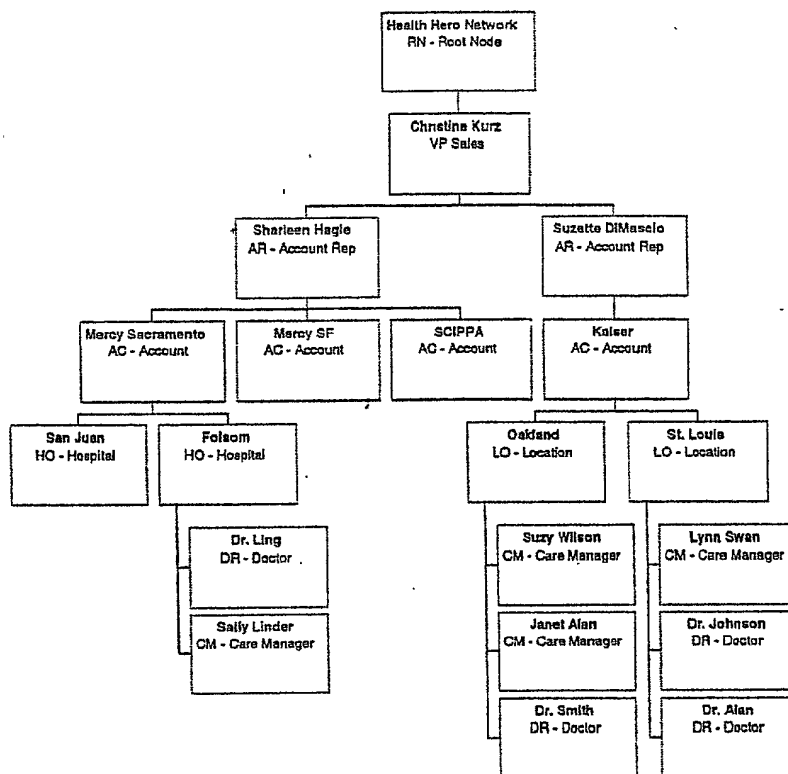 Health Hero Network
RN - Root Node
Christine Kurz
VP Sales
Sharleen Hagle
AR - Account Rep
Suzette DiMascio
AR - Account Rep
Mercy Sacramento
AC - Account
Mercy SF
AC - Account
SCIPPA
AC - Account
Kaiser
AC - Account
San Juan
HO - Hospital
Folsom
HO - Hospital
Oakland
LO - Location
St. Louis
LO - Location
Dr. Ling
DR - Doctor
Sally Linder
CM - Care Manager
Suzy Wilson
CM - Care Manager
Janet Alan
CM - Care Manager
Dr. Smith
DR - Doctor
Lynn Swan
CM - Care Manager
Dr. Johnson
DR - Doctor
Dr. Alan
DR - Doctor